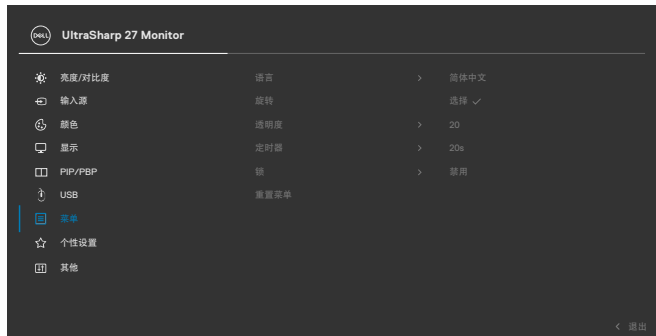 DELL UltraSharp 27 Monitor
亮度/对比度 语言 > 简体中文
输入源 旋转 选择 ✓
颜色 透明度 > 20
显示 定时器 > 20s
PIP/PBP 锁 > 禁用
USB 重置菜单
菜单
个性设置
其他
< 退出